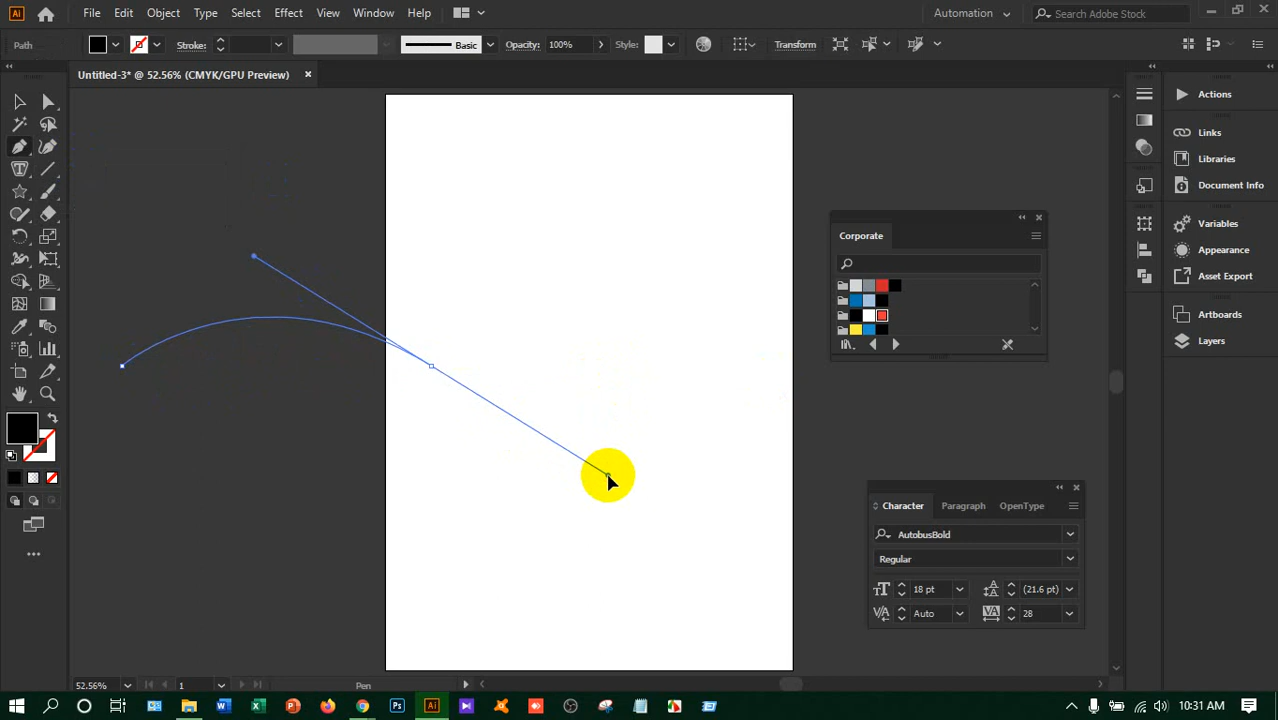 Ai File Edit Object Type Select Effect View Window Help Automation Search Adobe Stock
Path Stroke: Basic Opacity: 100% Style: Transform
Untitled-3* @ 52.56% (CMYK/GPU Preview)
Actions
Links
Libraries
Document Info
Variables
Appearance
Asset Export
Artboards
Layers
Corporate
Character Paragraph OpenType
AutobusBold
Regular
18 pt (21.6 pt)
Auto 28
52.56% 1 Pen
10:31 AM